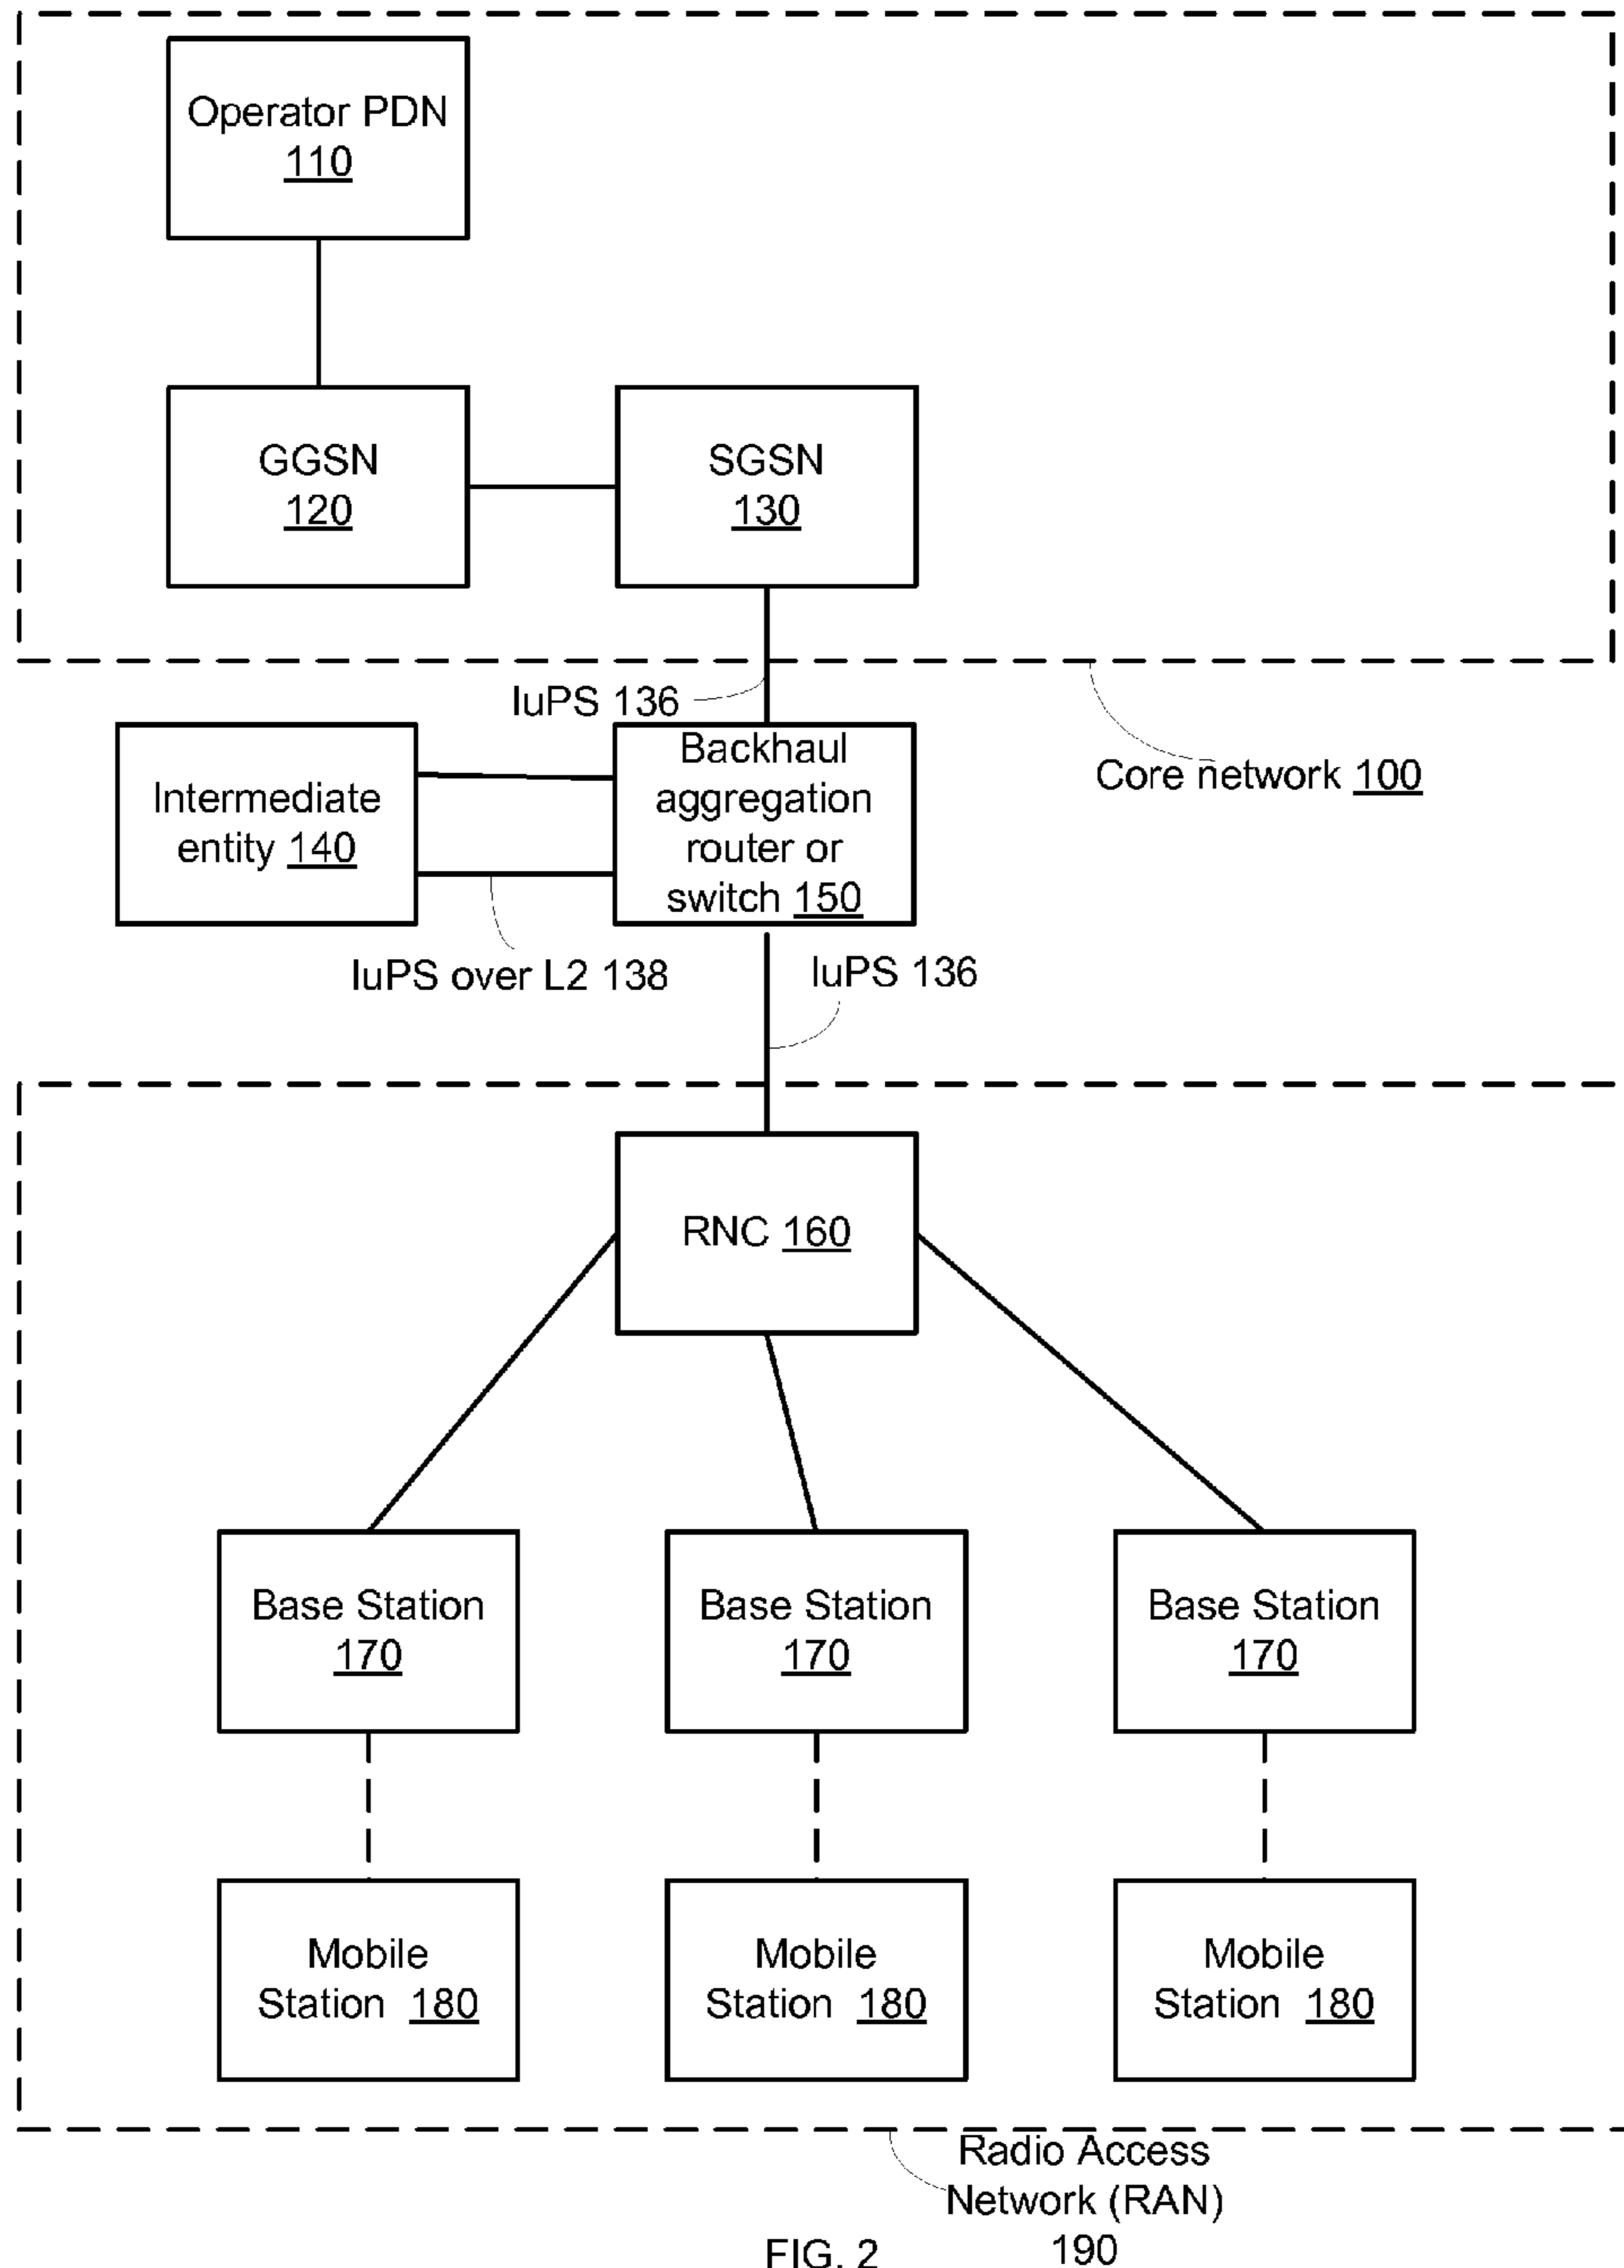 Operator PDN
110
GGSN
120
SGSN
130
IuPS 136
Core network 100
Intermediate
entity 140
Backhaul
aggregation
router or
switch 150
IuPS over L2 138
IuPS 136
RNC 160
Base Station
170
Base Station
170
Base Station
170
Mobile
Station 180
Mobile
Station 180
Mobile
Station 180
Radio Access
Network (RAN)
190
FIG. 2